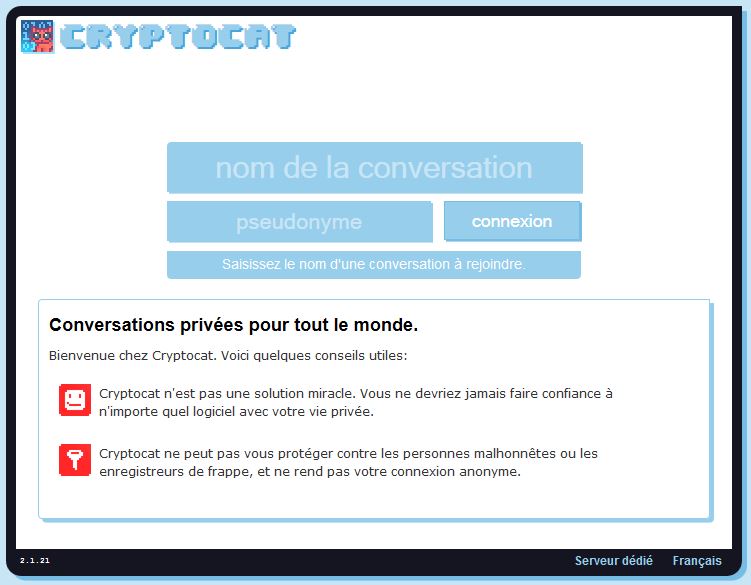 CRYPTOCAT
nom de la conversation
pseudonyme
connexion
Saisissez le nom d'une conversation à rejoindre.
Conversations privées pour tout le monde.
Bienvenue chez Cryptocat. Voici quelques conseils utiles:
Cryptocat n'est pas une solution miracle. Vous ne devriez jamais faire confiance à
n'importe quel logiciel avec votre vie privée.
Cryptocat ne peut pas vous protéger contre les personnes malhonnêtes ou les
enregistreurs de frappe, et ne rend pas votre connexion anonyme.
2.1.21
Serveur dédié
Français